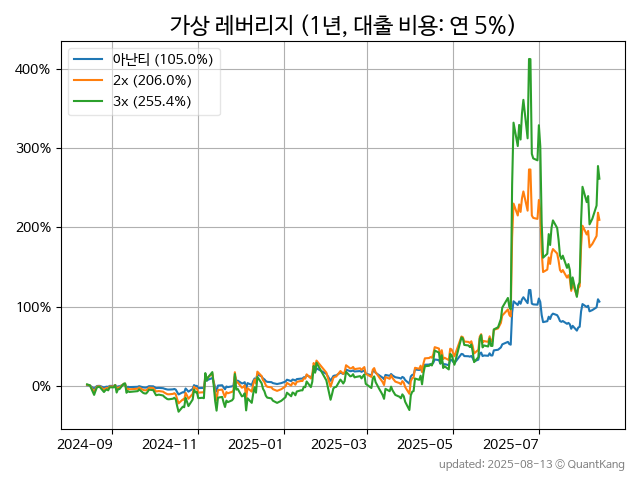 가상 레버리지 (1년, 대출 비용: 연 5%)
아난티 (105.0%)
2x (206.0%)
3x (255.4%)
400%
300%
200%
100%
0%
2024-09
2024-11
2025-01
2025-03
2025-05
2025-07
updated: 2025-08-13 © QuantKang